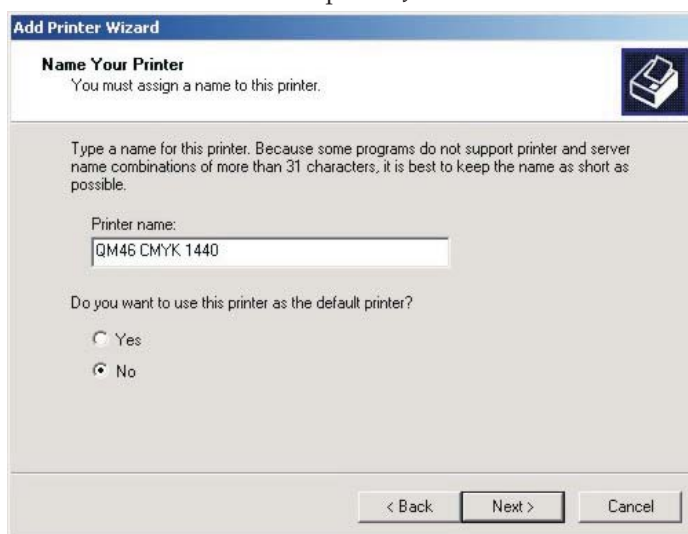 Add Printer Wizard
Name Your Printer
You must assign a name to this printer.
Type a name for this printer. Because some programs do not support printer and server
name combinations of more than 31 characters, it is best to keep the name as short as
possible.
Printer name:
QM46 CMYK 1440
Do you want to use this printer as the default printer?
Yes
No
< Back
Next >
Cancel